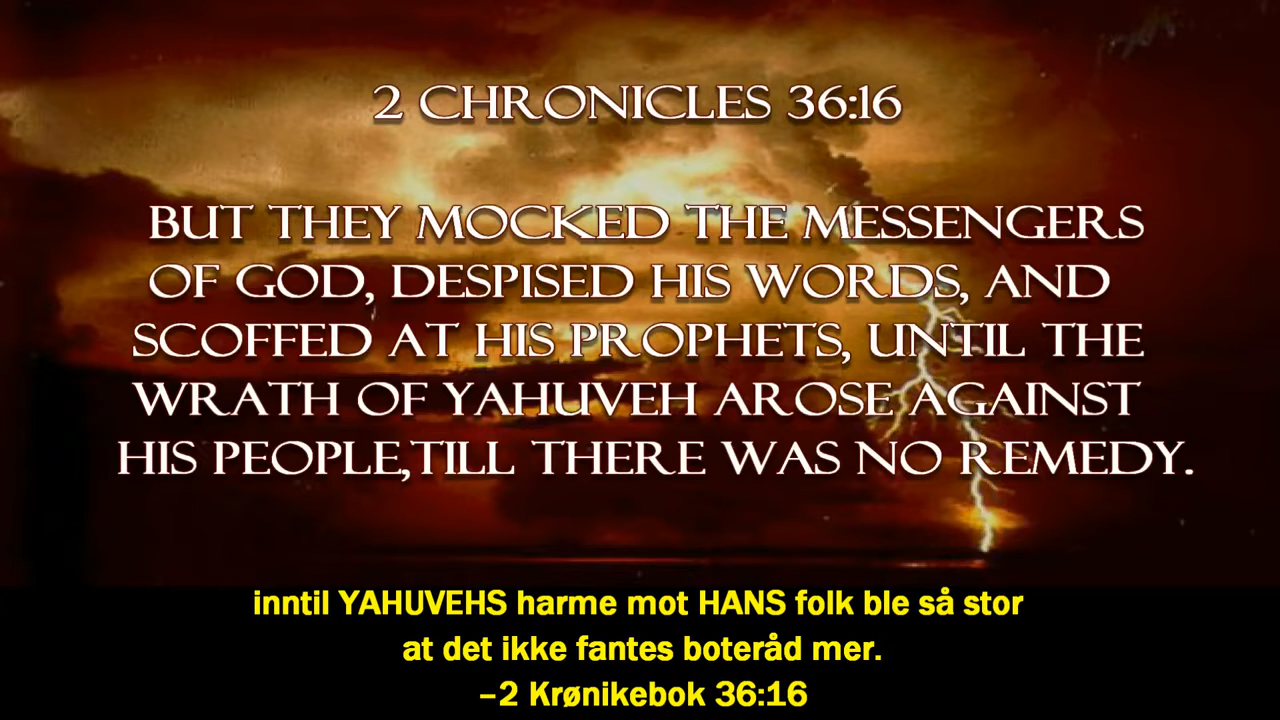 2 CHRONICLES 36:16
BUT THEY MOCKED THE MESSENGERS
OF GOD, DESPISED HIS WORDS, AND
SCOFFED AT HIS PROPHETS, UNTIL THE
WRATH OF YAHUVEH AROSE AGAINST
HIS PEOPLE,TILL THERE WAS NO REMEDY.
inntil YAHUVEHS harme mot HANS folk ble så stor
at det ikke fantes boteråd mer.
–2 Krønikebok 36:16